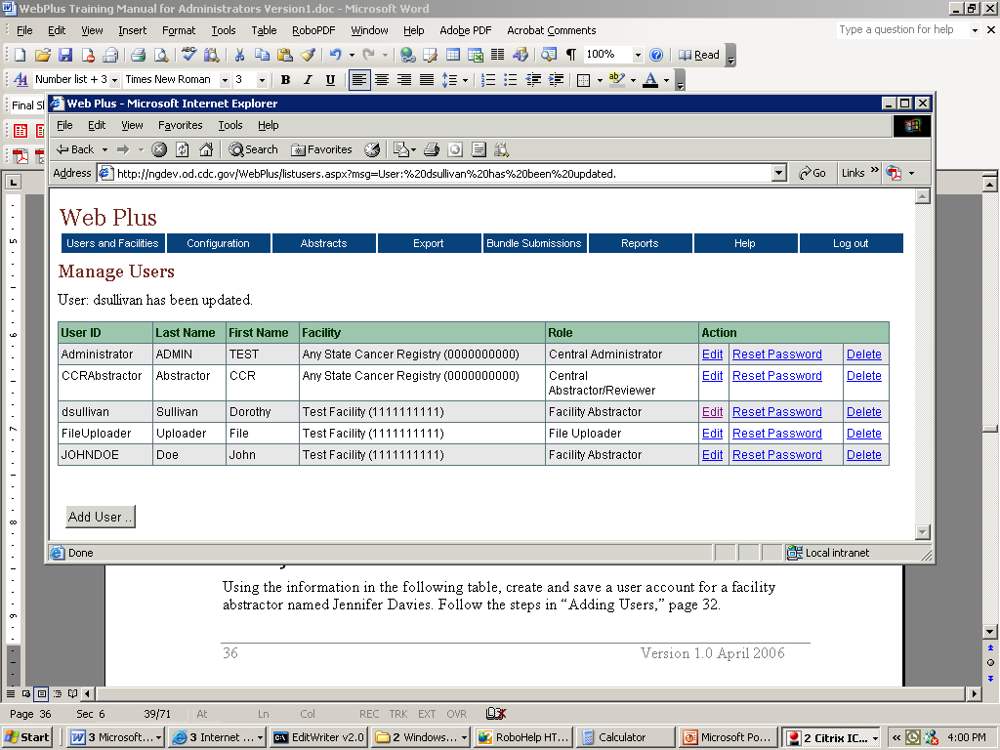 WebPlus Training Manual for Administrators Version1.doc - Microsoft Word
File Edit View Insert Format Tools Table RoboPDF Window Help Adobe PDF Acrobat Comments
Type a question for help
100% Read
Number list + 3 Times New Roman 3 B I U
Final Sh
Web Plus - Microsoft Internet Explorer
File Edit View Favorites Tools Help
Back Search Favorites
Address http://ngdev.od.cdc.gov/WebPlus/listusers.aspx?msg=User:%20dsullivan%20has%20been%20updated. Go Links
Web Plus
Users and Facilities Configuration Abstracts Export Bundle Submissions Reports Help Log out
Manage Users
User: dsullivan has been updated.
User ID Last Name First Name Facility Role Action
Administrator ADMIN TEST Any State Cancer Registry (0000000000) Central Administrator Edit Reset Password Delete
CCRAbstractor Abstractor CCR Any State Cancer Registry (0000000000) Central Edit Reset Password Delete
Abstractor/Reviewer
dsullivan Sullivan Dorothy Test Facility (1111111111) Facility Abstractor Edit Reset Password Delete
FileUploader Uploader File Test Facility (1111111111) File Uploader Edit Reset Password Delete
JOHNDOE Doe John Test Facility (1111111111) Facility Abstractor Edit Reset Password Delete
Add User ..
Done Local intranet
Using the information in the following table, create and save a user account for a facility
abstractor named Jennifer Davies. Follow the steps in “Adding Users,” page 32.
36 Version 1.0 April 2006
Page 36 Sec 6 39/71 At Ln Col REC TRK EXT OVR
Start 3 Microsoft... 3 Internet ... EditWriter v2.0 2 Windows... RoboHelp HT... Calculator Microsoft Po... 2 Citrix IC... « 4:00 PM